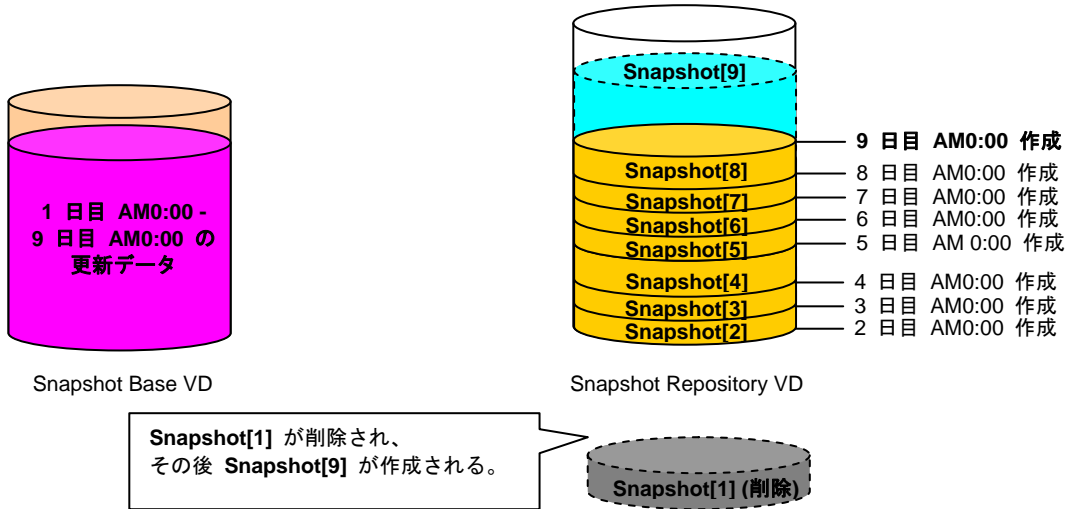 Snapshot[9]
9 日目 AM0:00 作成
Snapshot[8]
8 日目 AM0:00 作成
Snapshot[7]
7 日目 AM0:00 作成
Snapshot[6]
6 日目 AM0:00 作成
Snapshot[5]
5 日目 AM 0:00 作成
Snapshot[4]
4 日目 AM0:00 作成
Snapshot[3]
3 日目 AM0:00 作成
Snapshot[2]
2 日目 AM0:00 作成
1 日目 AM0:00 -
9 日目 AM0:00 の
更新データ
Snapshot Base VD
Snapshot Repository VD
Snapshot[1] が削除され、
その後 Snapshot[9] が作成される。
Snapshot[1] (削除)